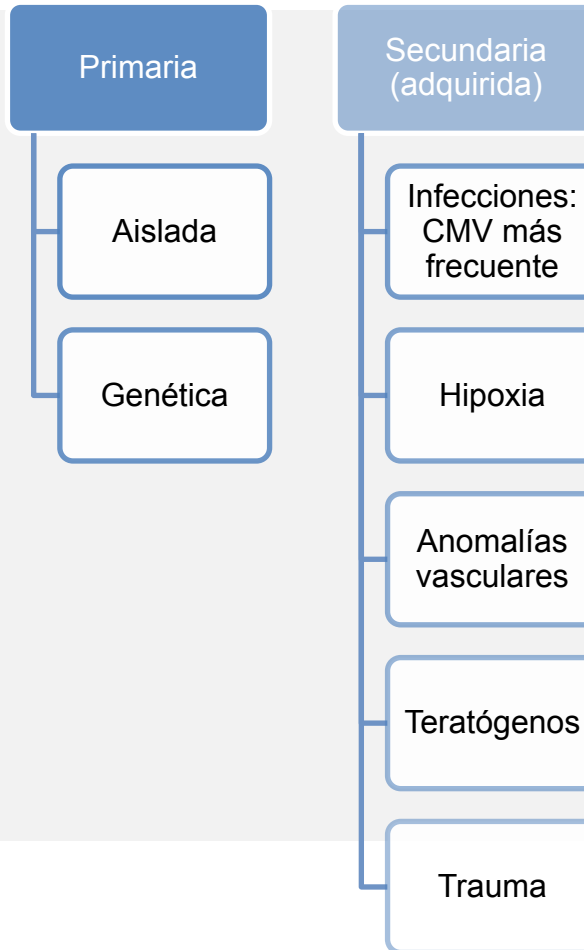 Primaria
Aislada
Genética
Secundaria
(adquirida)
Infecciones:
CMV más
frecuente
Hipoxia
Anomalías
vasculares
Teratógenos
Trauma